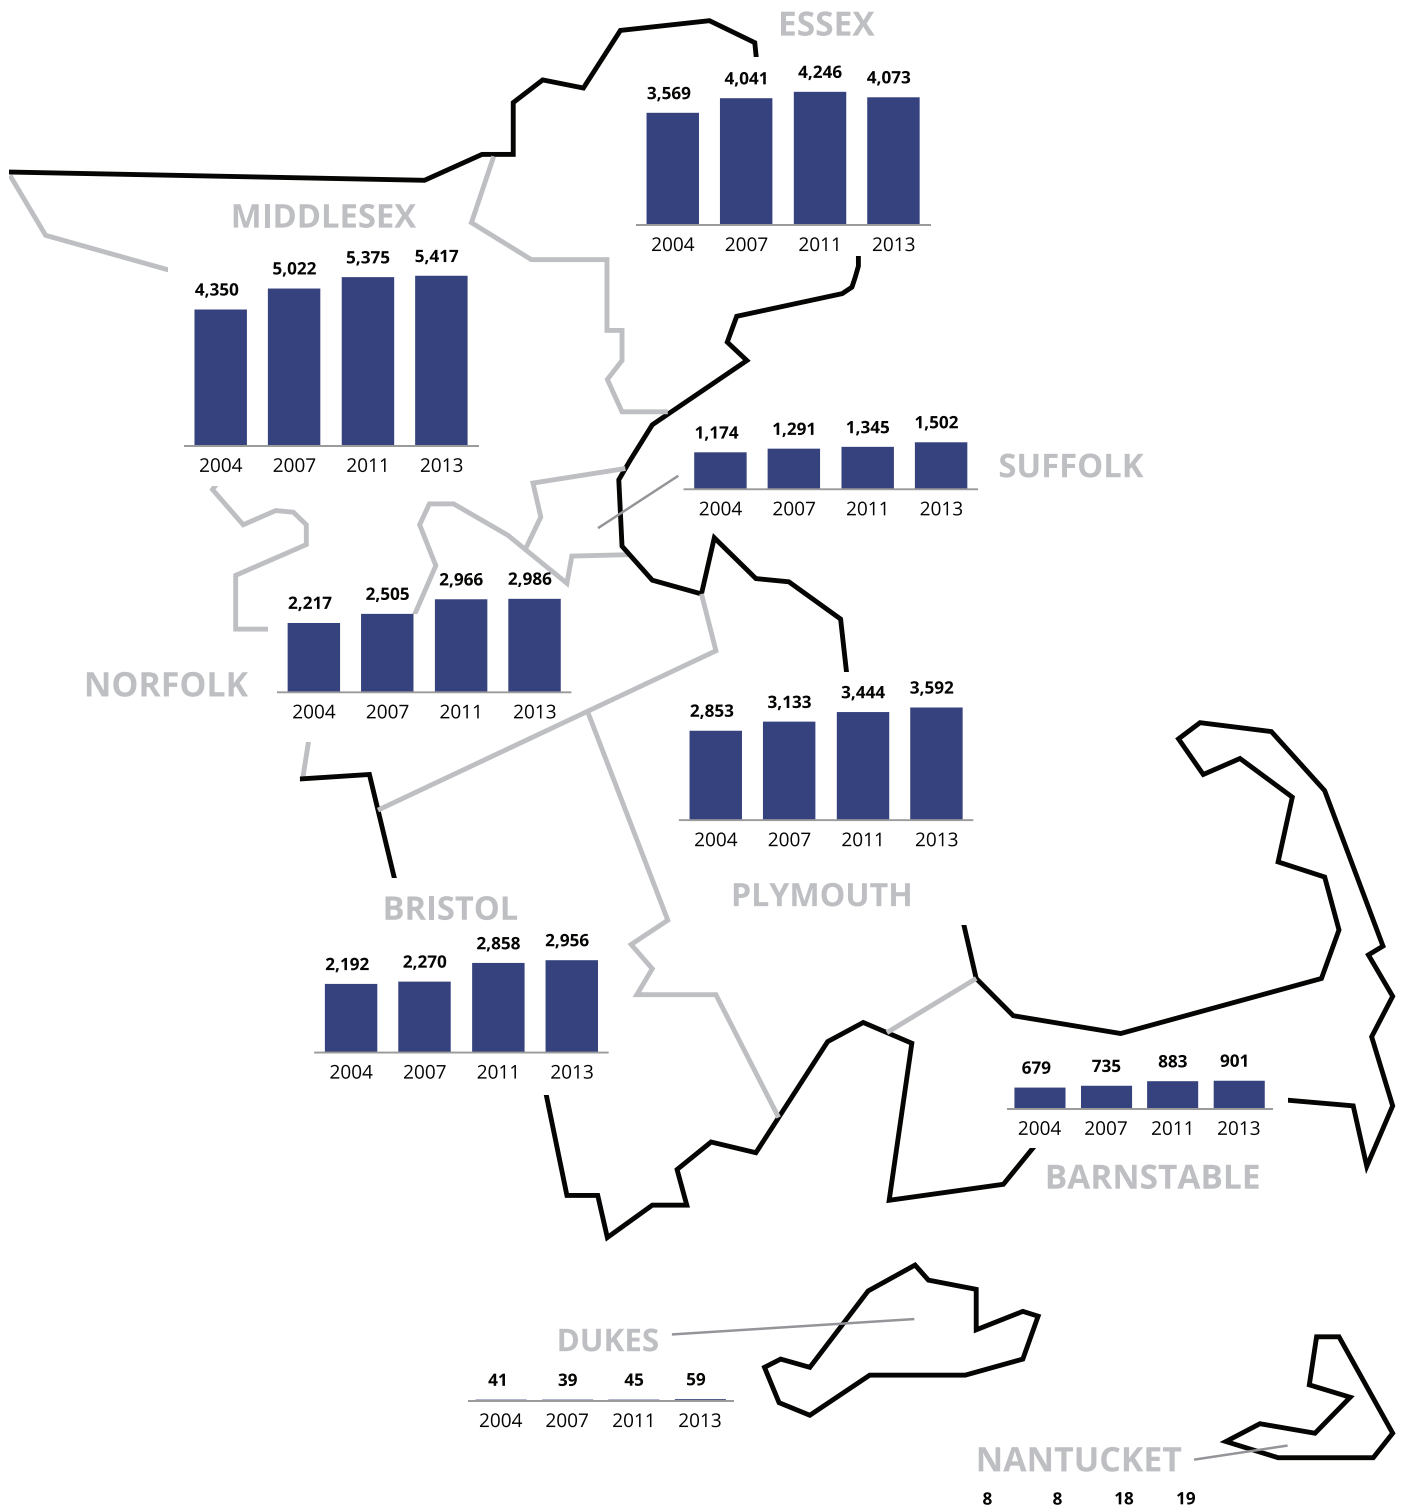 ESSEX
3,569 4,041 4,246 4,073
2004 2007 2011 2013
MIDDLESEX
4,350 5,022 5,375 5,417
2004 2007 2011 2013
1,174 1,291 1,345 1,502
SUFFOLK
2004 2007 2011 2013
2,217 2,505 2,966 2,986
NORFOLK
2004 2007 2011 2013
2,853 3,133 3,444 3,592
2004 2007 2011 2013
PLYMOUTH
BRISTOL
2,192 2,270 2,858 2,956
2004 2007 2011 2013
679 735 883 901
2004 2007 2011 2013
BARNSTABLE
DUKES
41 39 45 59
2004 2007 2011 2013
NANTUCKET
8 8 18 19